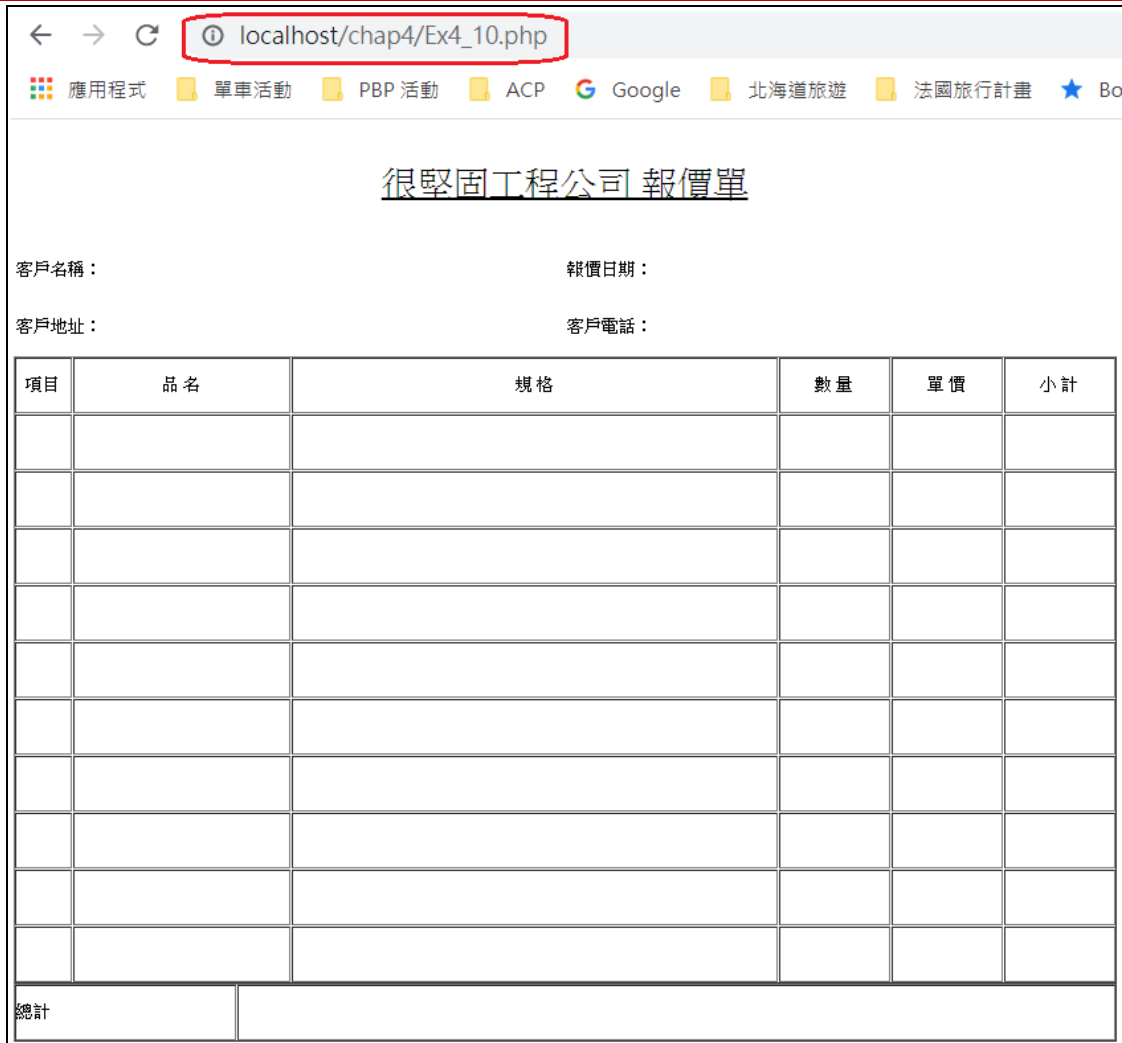 localhost/chap4/Ex4_10.php
應用程式 單車活動 PBP 活動 ACP G Google 北海道旅遊 法國旅行計畫 Bo
很堅固工程公司 報價單
客戶名稱： 報價日期：
客戶地址： 客戶電話：
項目 品名 規格 數量 單價 小計
總計